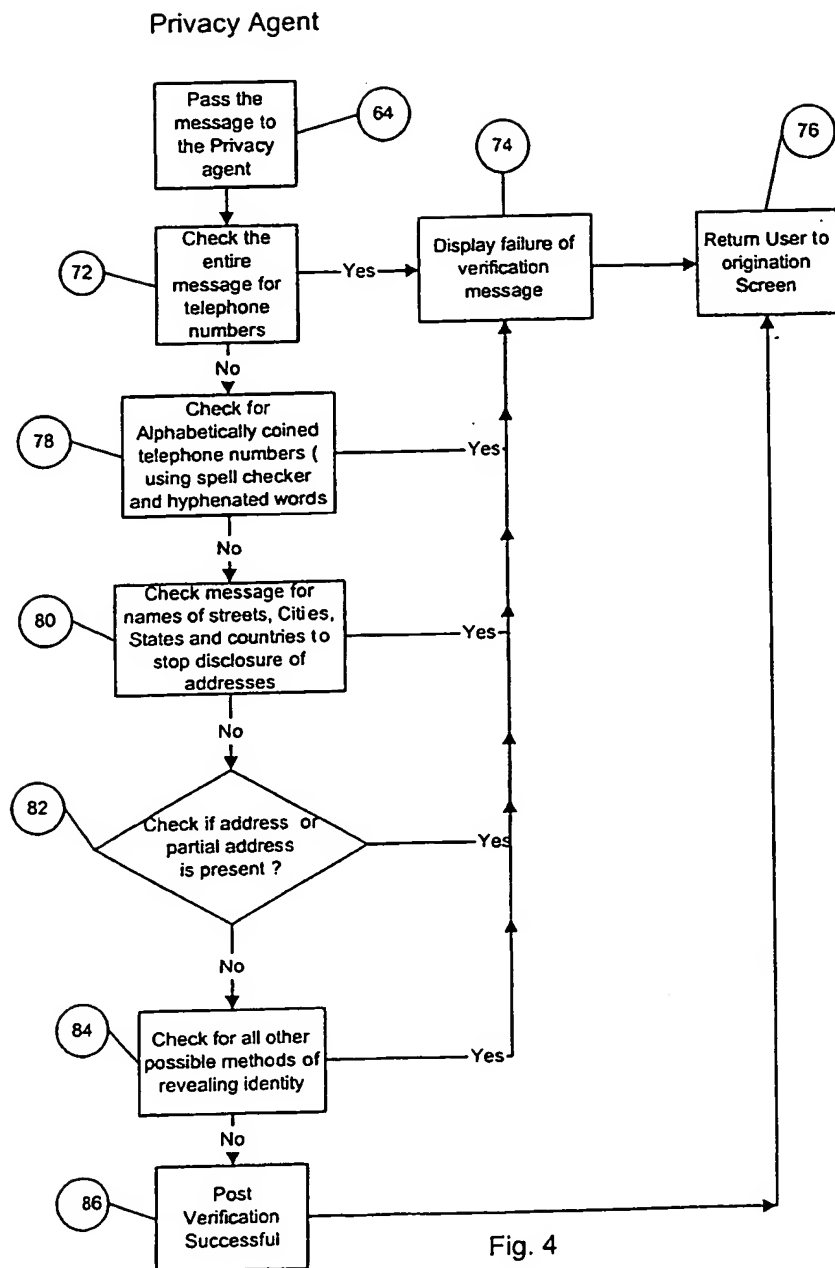 Privacy Agent
Pass the
message to
the Privacy
agent
64
74
76
Check the
entire
message for
telephone
numbers
72
Yes
Display failure of
verification
message
Return User to
origination
Screen
No
Check for
Alphabetically coined
telephone numbers (
using spell checker
and hyphenated words
78
Yes
No
Check message for
names of streets, Cities,
States and countries to
stop disclosure of
addresses
80
Yes
No
82
Check if address or
partial address
is present ?
Yes
No
84
Check for all other
possible methods of
revealing identity
Yes
No
86
Post
Verification
Successful
Fig. 4